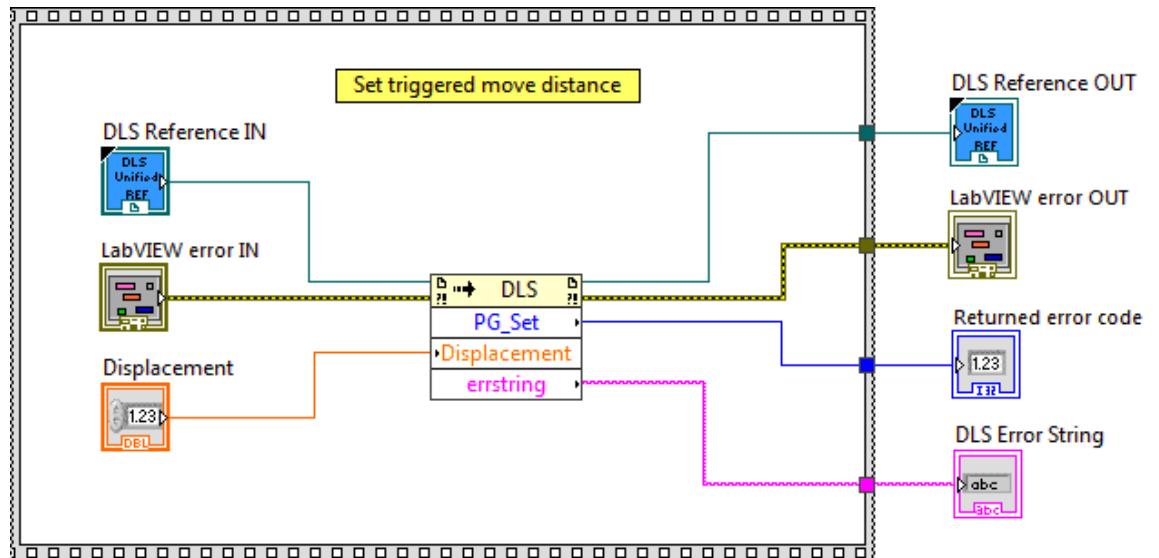 Set triggered move distance
DLS Reference IN
DLS
Unified
REF
LabVIEW error IN
?!
Displacement
1.23
DBL
?! DLS ?!
PG_Set
Displacement
errstring
DLS Reference OUT
DLS
Unified
REF
LabVIEW error OUT
?!
Returned error code
1.23
I32
DLS Error String
abc
abc